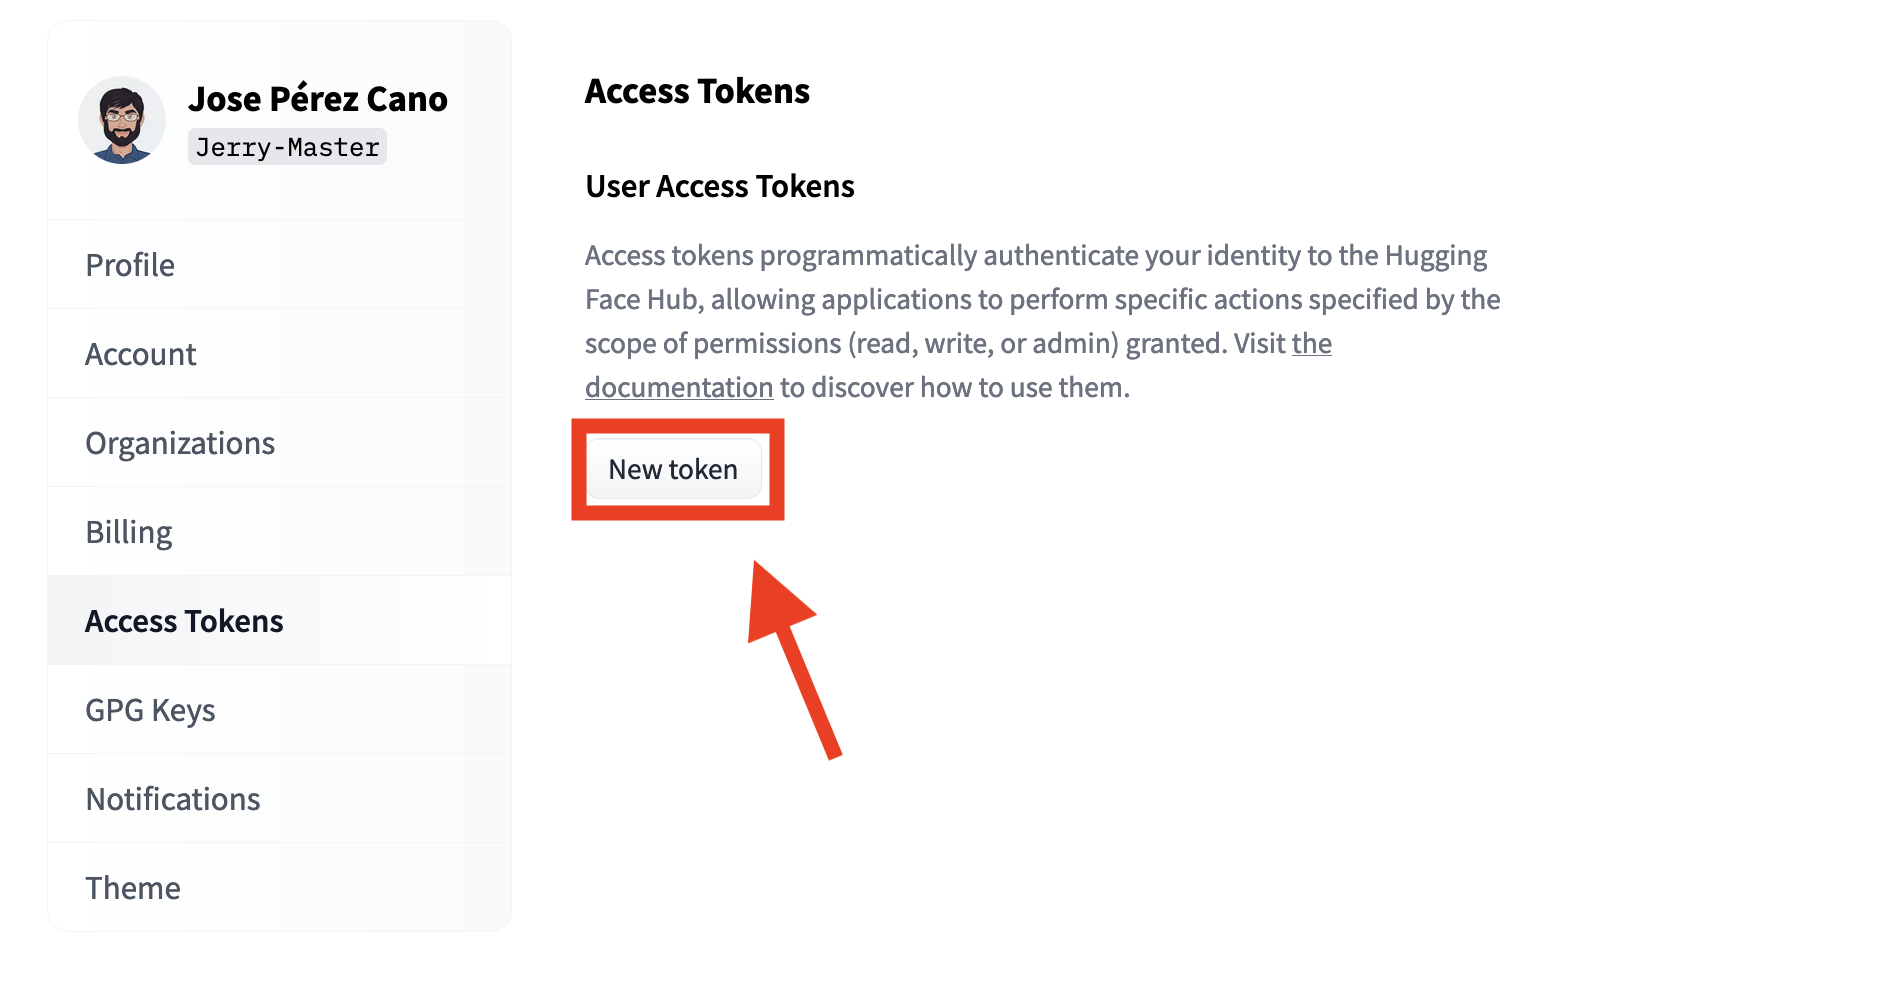 Jose Pérez Cano
Jerry-Master
Profile
Account
Organizations
Billing
Access Tokens
GPG Keys
Notifications
Theme
Access Tokens
User Access Tokens
Access tokens programmatically authenticate your identity to the Hugging
Face Hub, allowing applications to perform specific actions specified by the
scope of permissions (read, write, or admin) granted. Visit the
documentation to discover how to use them.
New token